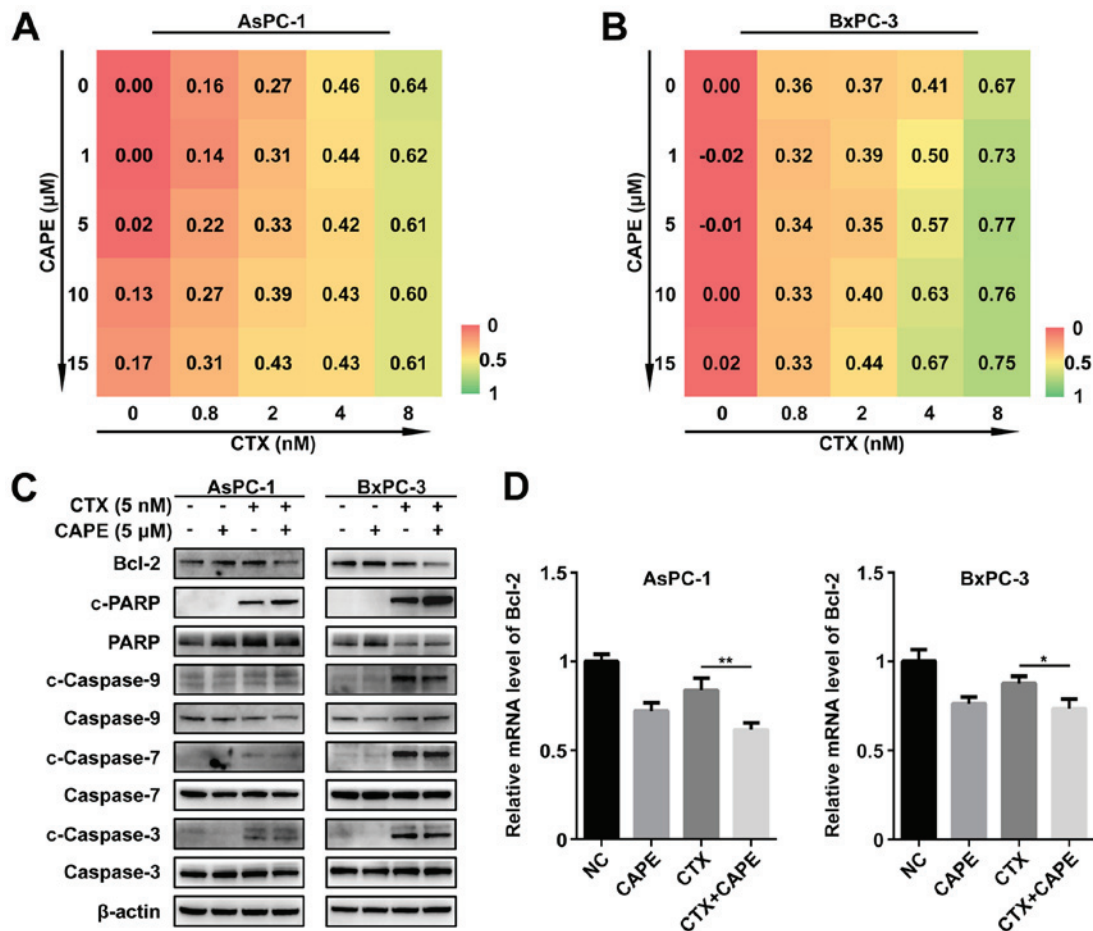 A
AsPC-1
CAPE (μM)
0 0.00 0.16 0.27 0.46 0.64
1 0.00 0.14 0.31 0.44 0.62
5 0.02 0.22 0.33 0.42 0.61
10 0.13 0.27 0.39 0.43 0.60
15 0.17 0.31 0.43 0.43 0.61
0 0.8 2 4 8
CTX (nM)
0
0.5
1
B
BxPC-3
CAPE (μM)
0 0.00 0.36 0.37 0.41 0.67
1 -0.02 0.32 0.39 0.50 0.73
5 -0.01 0.34 0.35 0.57 0.77
10 0.00 0.33 0.40 0.63 0.76
15 0.02 0.33 0.44 0.67 0.75
0 0.8 2 4 8
CTX (nM)
0
0.5
1
C
AsPC-1 BxPC-3
CTX (5 nM) - - + + - - + +
CAPE (5 μM) - + - + - + - +
Bcl-2
c-PARP
PARP
c-Caspase-9
Caspase-9
c-Caspase-7
Caspase-7
c-Caspase-3
Caspase-3
β-actin
D
Relative mRNA level of Bcl-2
AsPC-1
1.5
1
0.5
0
**
NC
CAPE
CTX
CTX+CAPE
Relative mRNA level of Bcl-2
BxPC-3
1.5
1
0.5
0
*
NC
CAPE
CTX
CTX+CAPE